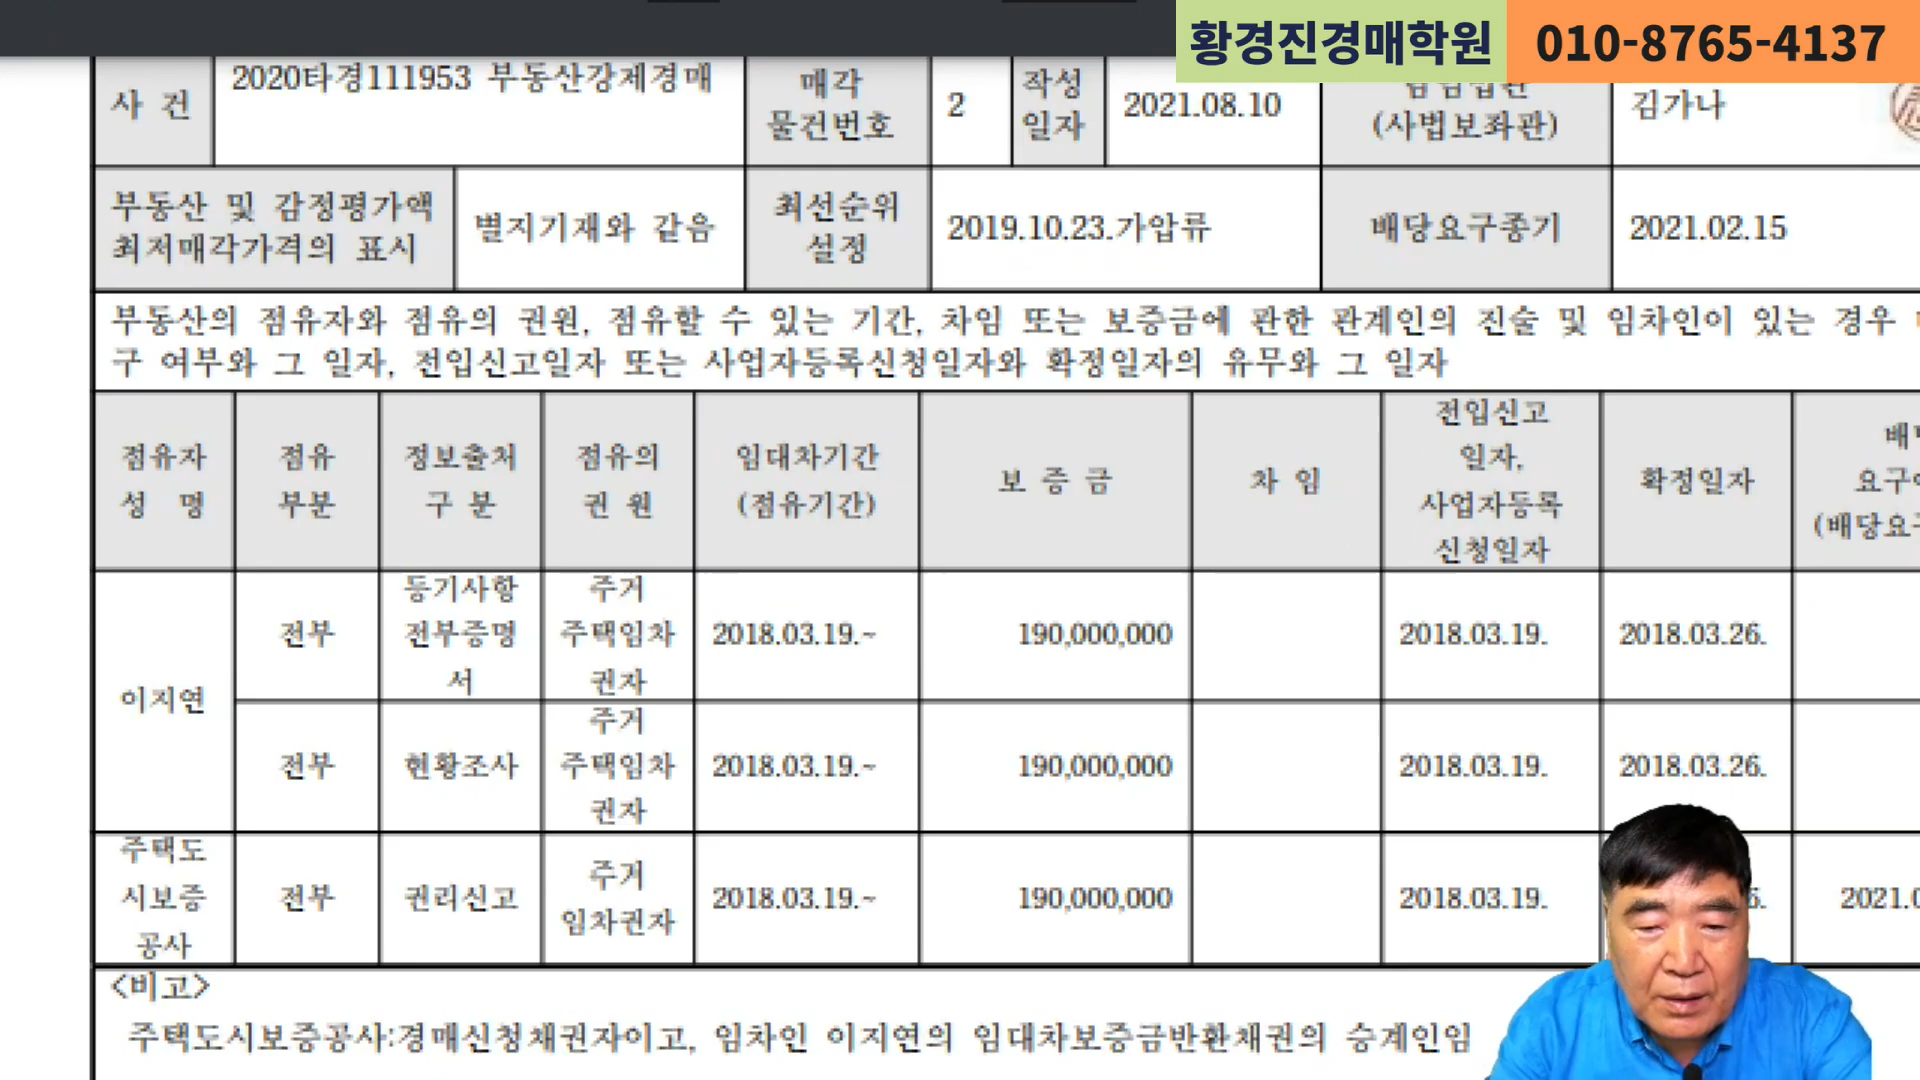 황경진경매학원 010-8765-4137
사 건
2020타경111953 부동산강제경매
매각
물건번호
2
작성
일자
2021.08.10
(사법보좌관)
김가나
부동산 및 감정평가액
최저매각가격의 표시
별지기재와 같음
최선순위
설정
2019.10.23.가압류
배당요구종기
2021.02.15
부동산의 점유자와 점유의 권원, 점유할 수 있는 기간, 차임 또는 보증금에 관한 관계인의 진술 및 임차인이 있는 경우
구 여부와 그 일자, 전입신고일자 또는 사업자등록신청일자와 확정일자의 유무와 그 일자
점유자
성 명
점유
부분
정보출처
구 분
점유의
권 원
임대차기간
(점유기간)
보 증 금
차 임
전입신고
일자,
사업자등록
신청일자
확정일자
요구
(배당요
이지연
전부
등기사항
전부증명
서
주거
주택임차
권자
2018.03.19.~
190,000,000
2018.03.19.
2018.03.26.
전부
현황조사
주거
주택임차
권자
2018.03.19.~
190,000,000
2018.03.19.
2018.03.26.
주택도
시보증
공사
전부
권리신고
주거
임차권자
2018.03.19.~
190,000,000
2018.03.19.
6.
2021.
<비고>
주택도시보증공사:경매신청채권자이고, 임차인 이지연의 임대차보증금반환채권의 승계인임